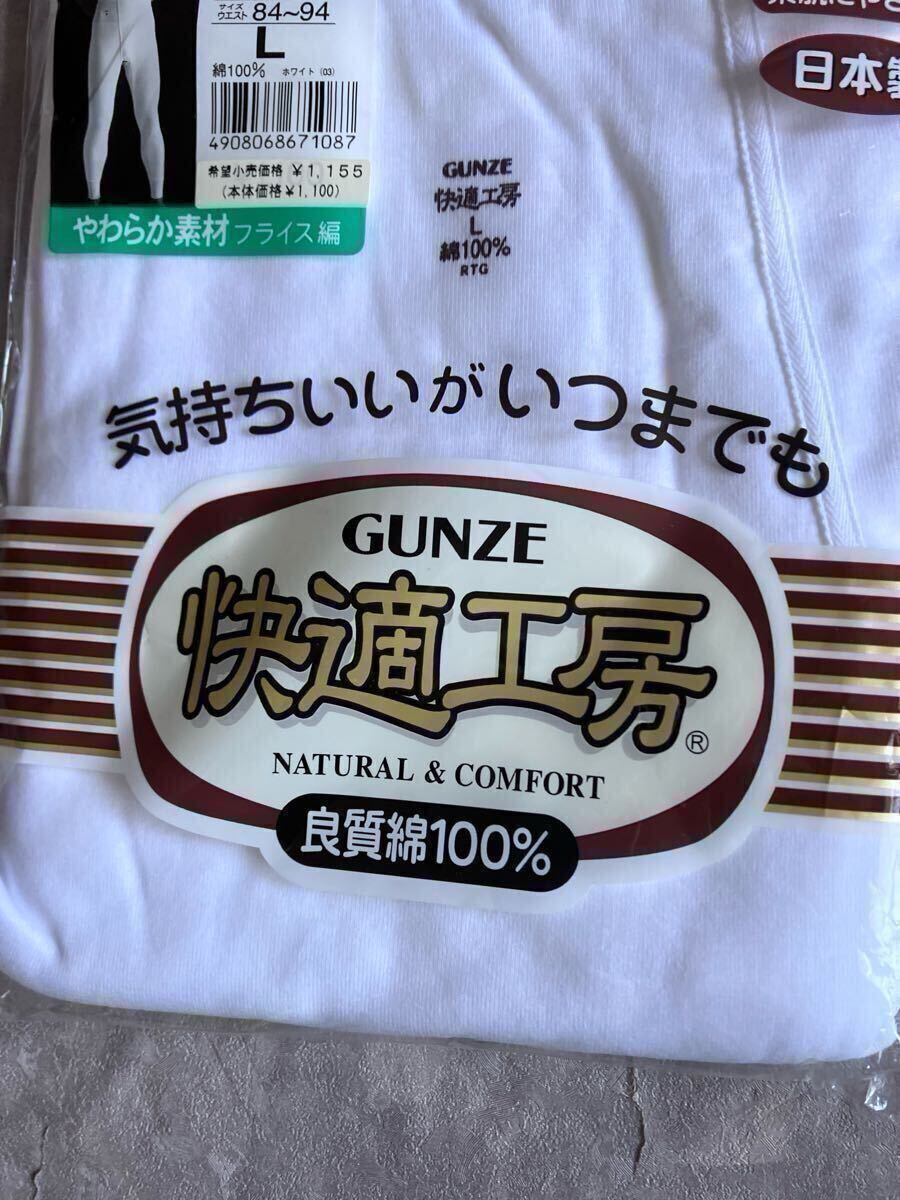 サイズ
ウエスト 84~94
L
綿100% ホワイト (03)
4908068671087
希望小売価格 ¥1,155
(本体価格¥1,100)
やわらか素材フライス編
日本製
GUNZE
快適工房
L
綿100%
RTG
気持ちいいがいつまでも
GUNZE
快適工房®
NATURAL & COMFORT
良質綿100%